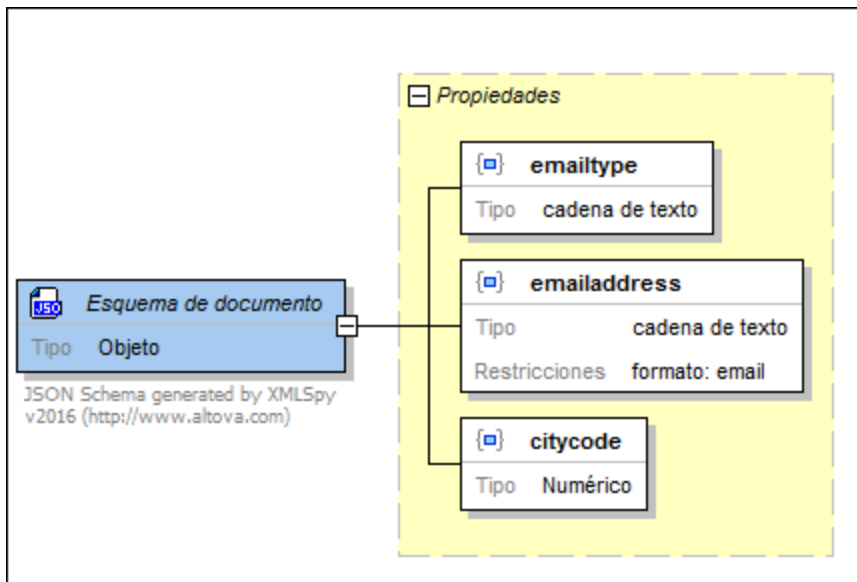 Propiedades
emailtype
Tipo cadena de texto
emailaddress
Tipo cadena de texto
Restricciones formato: email
JSO
Esquema de documento
Tipo Objeto
JSON Schema generated by XMLSpy
v2016 (http://www.altova.com)
citycode
Tipo Numérico